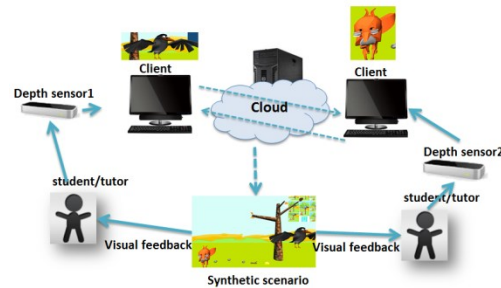 Client
Client
Depth sensor1
Cloud
Depth sensor2
student/tutor
student/tutor
Visual feedback
Visual feedback
Synthetic scenario